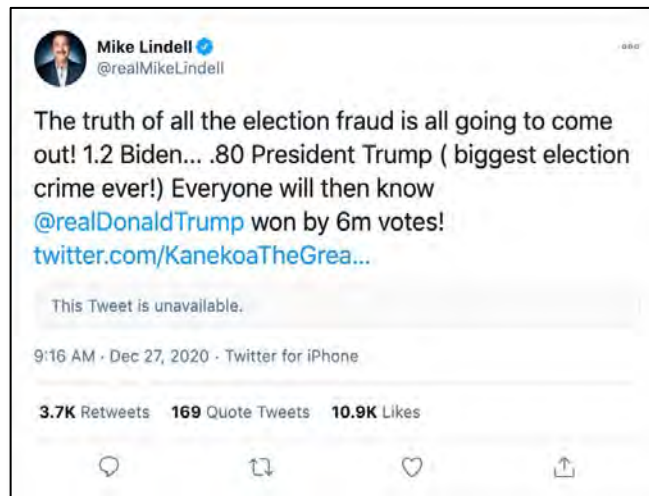 Mike Lindell
@realMikeLindell
The truth of all the election fraud is all going to come
out! 1.2 Biden... .80 President Trump ( biggest election
crime ever!) Everyone will then know
@realDonaldTrump won by 6m votes!
twitter.com/KanekoaTheGrea...
This Tweet is unavailable.
9:16 AM · Dec 27, 2020 · Twitter for iPhone
3.7K Retweets 169 Quote Tweets 10.9K Likes